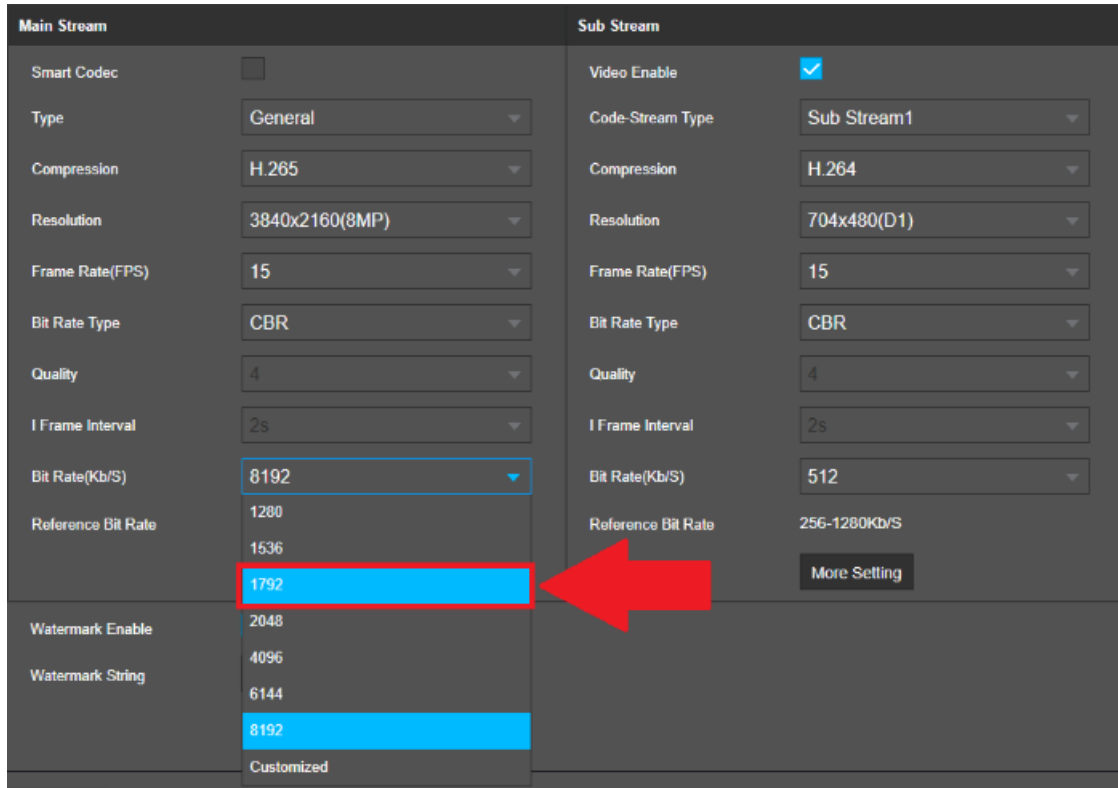 Main Stream
Smart Codec
Type General
Compression H.265
Resolution 3840x2160(8MP)
Frame Rate(FPS) 15
Bit Rate Type CBR
Quality 4
I Frame Interval 2s
Bit Rate(Kb/S) 8192
1280
Reference Bit Rate
1536
1792
2048
Watermark Enable
4096
Watermark String
6144
8192
Customized
Sub Stream
Video Enable
Code-Stream Type Sub Stream1
Compression H.264
Resolution 704x480(D1)
Frame Rate(FPS) 15
Bit Rate Type CBR
Quality 4
I Frame Interval 2s
Bit Rate(Kb/S) 512
Reference Bit Rate 256-1280Kb/S
More Setting